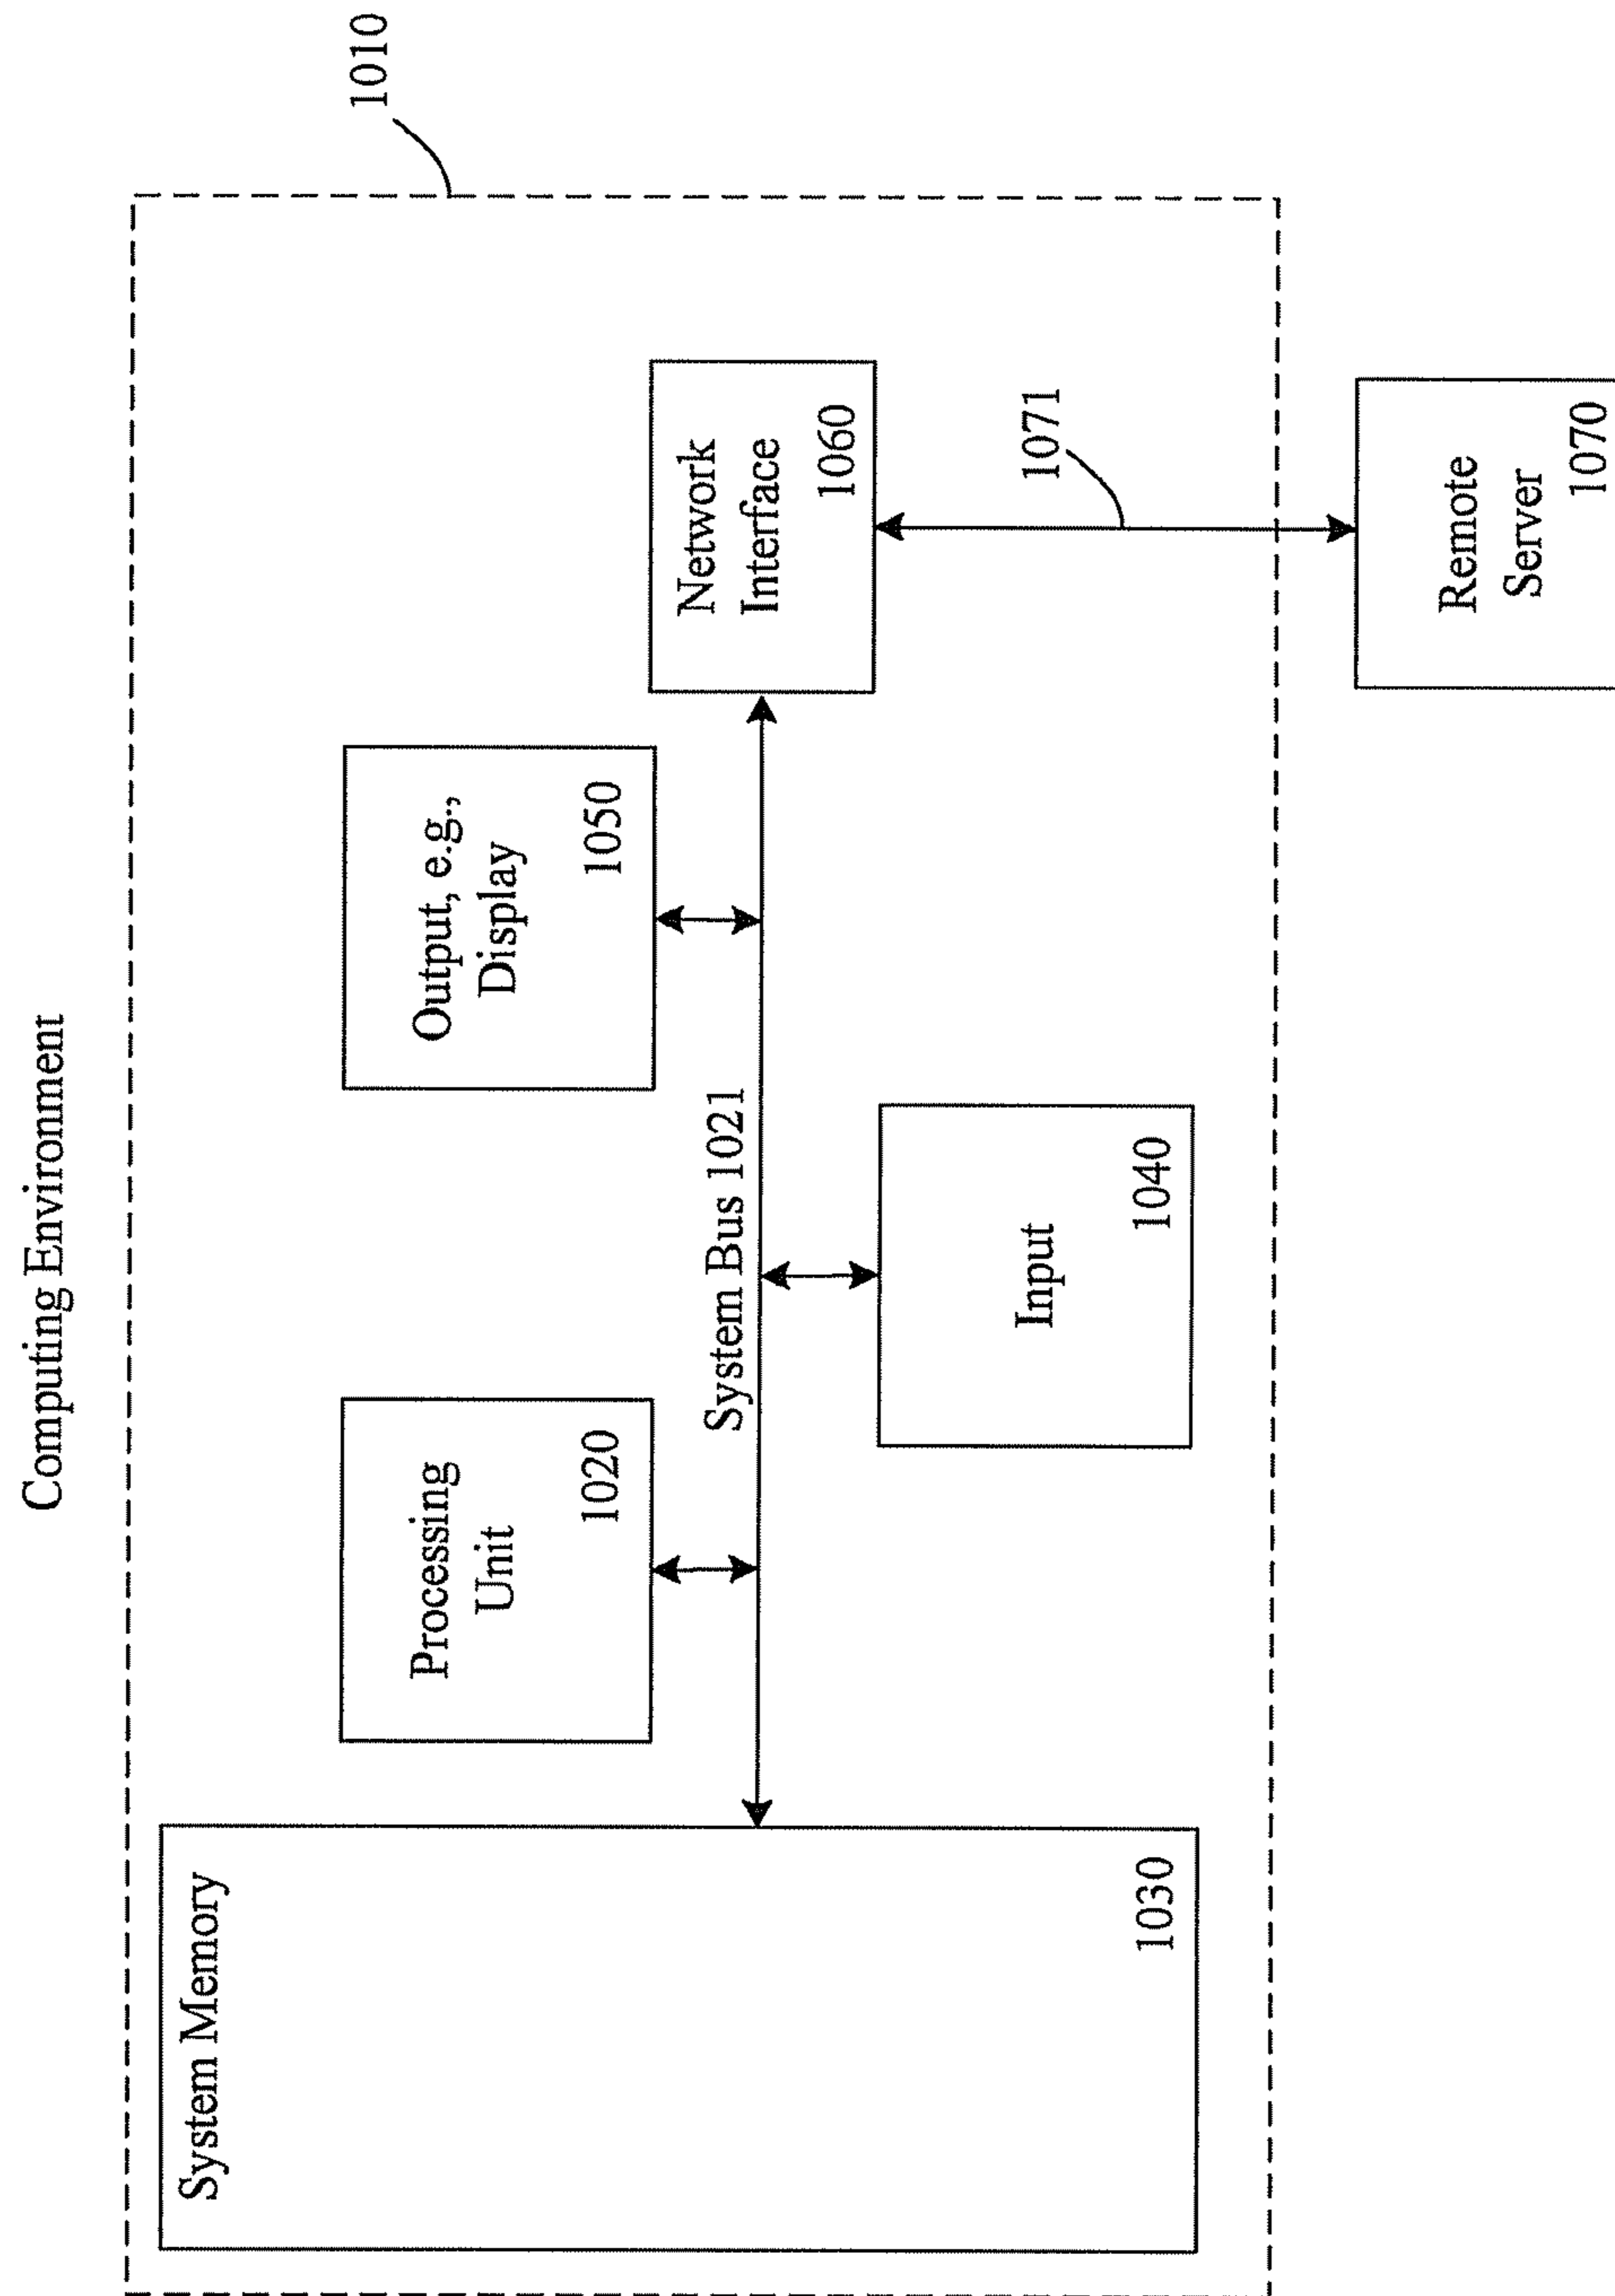 Computing Environment
1010
System Memory
1030
Processing
Unit
1020
Output, e.g.,
Display
1050
System Bus 1021
Network
Interface
1060
Input
1040
1071
Remote
Server
1070